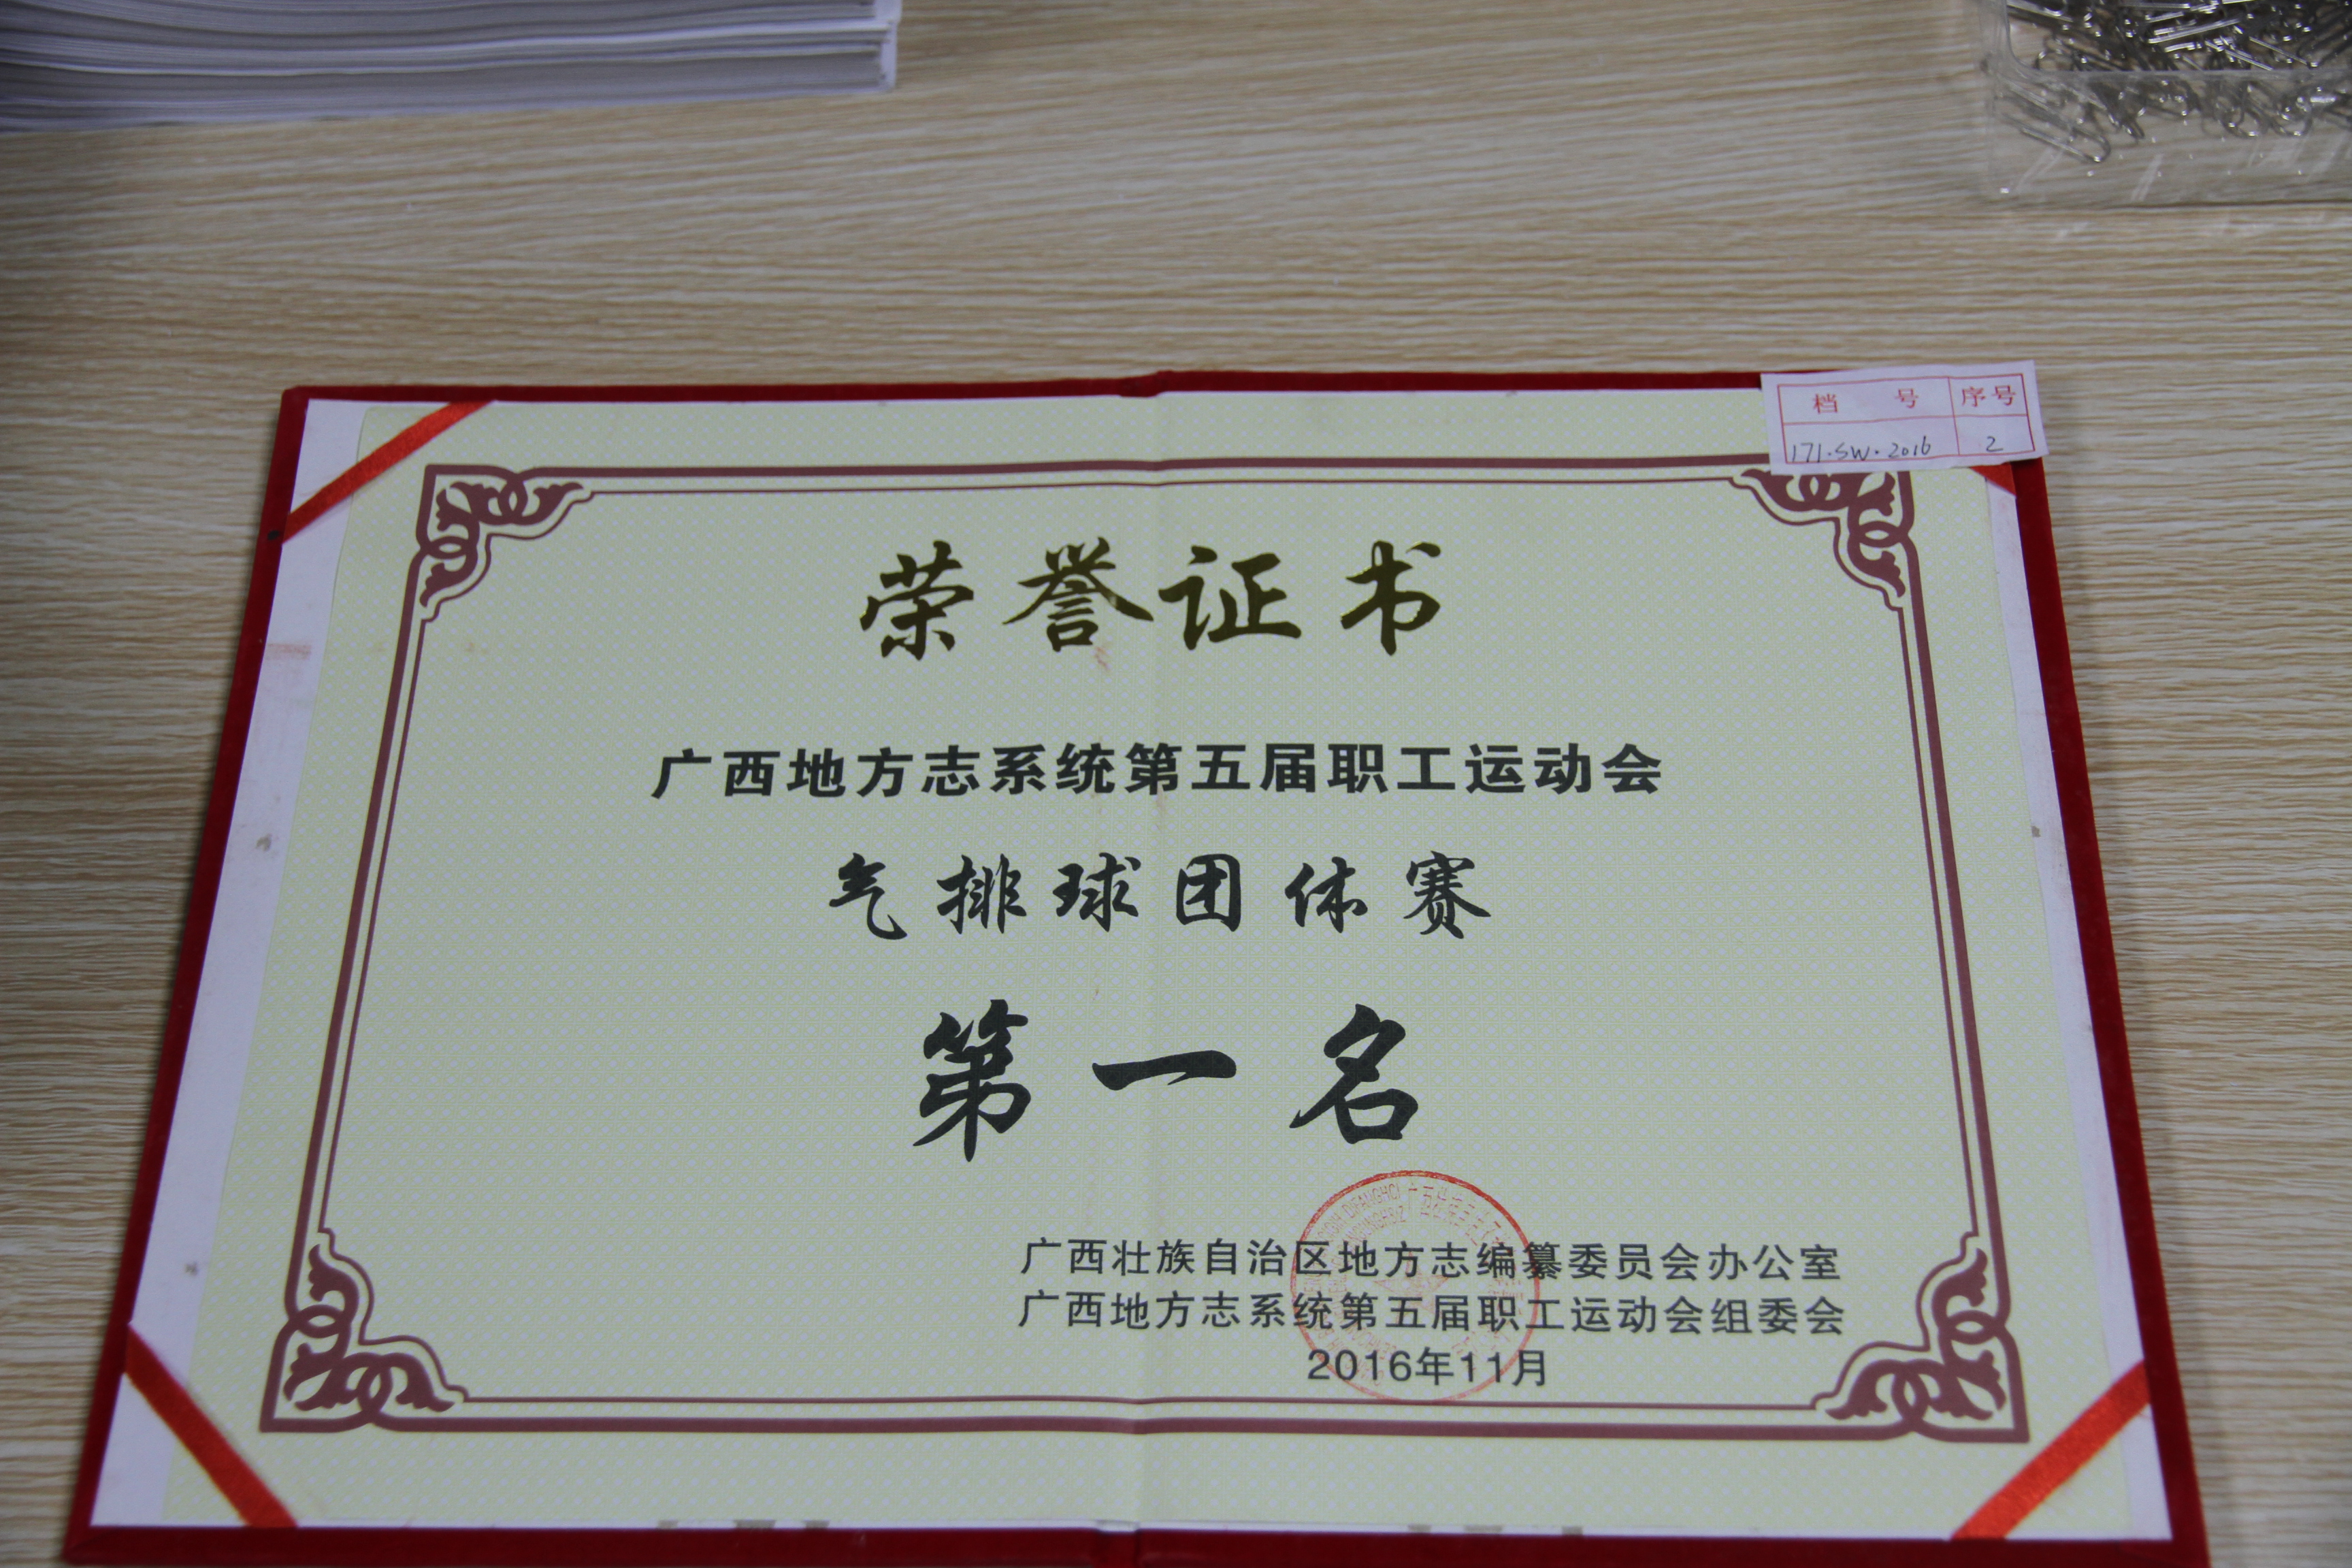 档 号 序号
171·SW·2016 2
荣誉证书
广西地方志系统第五届职工运动会
气排球团体赛
第一名
广西壮族自治区地方志编纂委员会办公室
广西地方志系统第五届职工运动会组委会
2016年11月